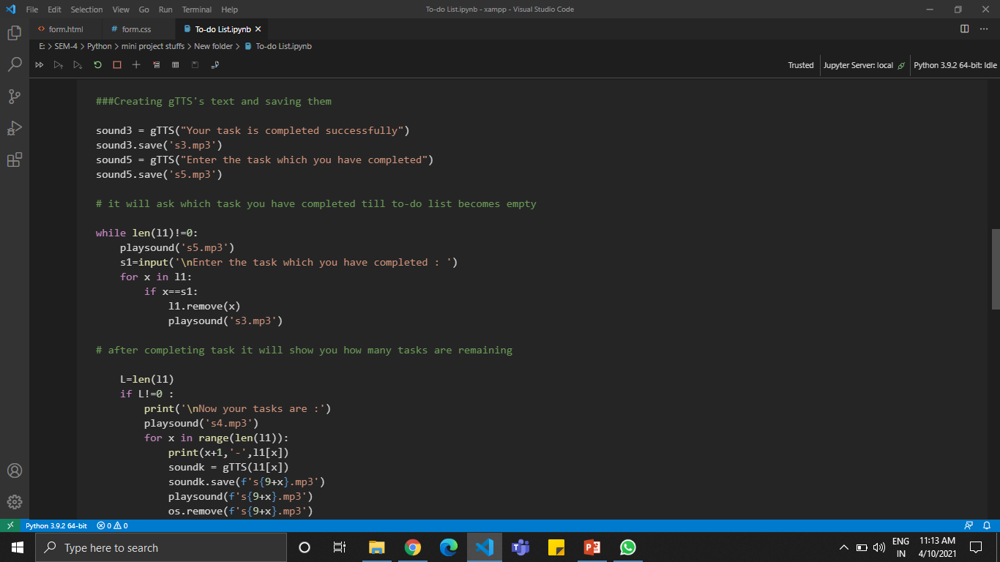 File Edit Selection View Go Run Terminal Help To-do List.ipynb - xampp - Visual Studio Code
form.html form.css To-do List.ipynb
E: > SEM-4 > Python > mini project stuffs > New folder > To-do List.ipynb
Trusted Jupyter Server: local Python 3.9.2 64-bit: Idle
###Creating gTTS's text and saving them
sound3 = gTTS("Your task is completed successfully")
sound3.save('s3.mp3')
sound5 = gTTS("Enter the task which you have completed")
sound5.save('s5.mp3')
# it will ask which task you have completed till to-do list becomes empty
while len(l1)!=0:
    playsound('s5.mp3')
    s1=input('\nEnter the task which you have completed : ')
    for x in l1:
        if x==s1:
            l1.remove(x)
            playsound('s3.mp3')
# after completing task it will show you how many tasks are remaining
    L=len(l1)
    if L!=0 :
        print('\nNow your tasks are :')
        playsound('s4.mp3')
        for x in range(len(l1)):
            print(x+1,'-',l1[x])
            soundk = gTTS(l1[x])
            soundk.save(f's{9+x}.mp3')
            playsound(f's{9+x}.mp3')
            os.remove(f's{9+x}.mp3')
Python 3.9.2 64-bit 0 0
Type here to search
ENG 11:13 AM
IN 4/10/2021